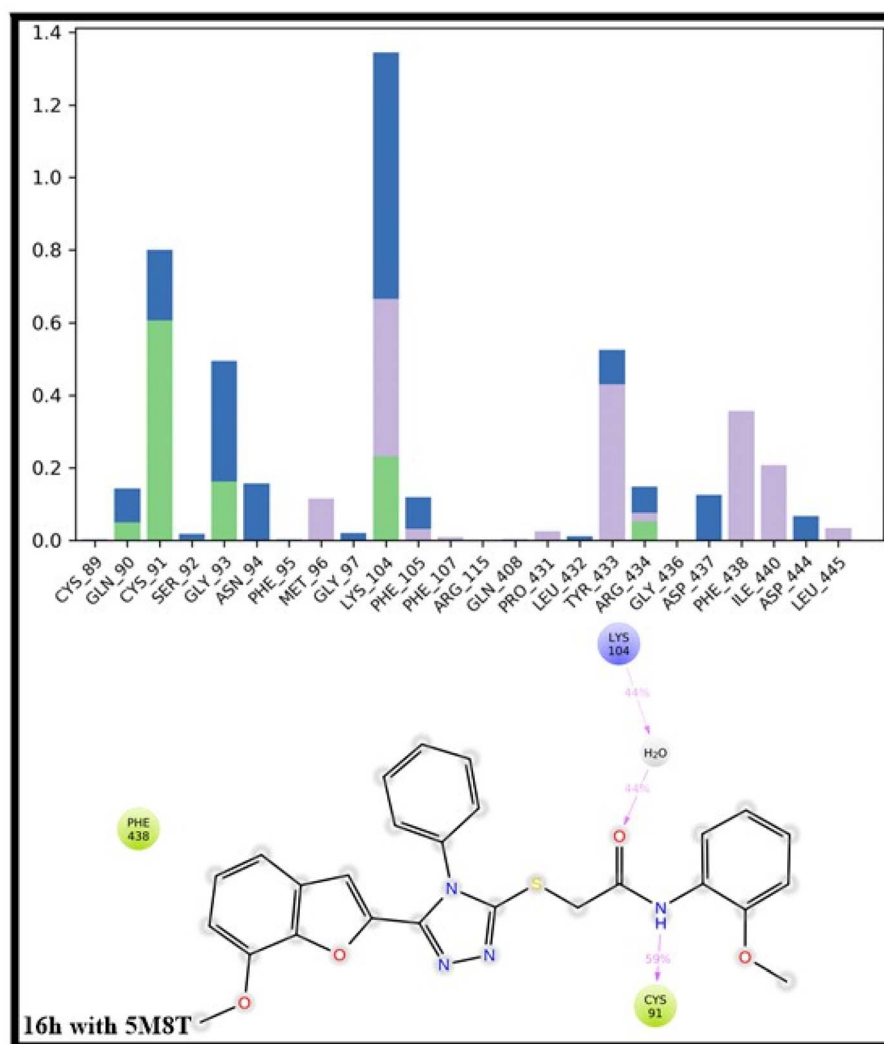 1.4
1.2
1.0
0.8
0.6
0.4
0.2
0.0
CYS_89 GLN_90 CYS_91 SER_92 GLY_93 ASN_94 PHE_95 MET_96 GLY_97 LYS_104 PHE_105 PHE_107 ARG_115 GLN_408 PRO_431 LEU_432 TYR_433 ARG_434 GLY_436 ASP_437 PHE_438 ILE_440 ASP_444 LEU_445
LYS
104
44%
H₂O
44%
PHE
438
O
N
S
N
H
O
N
N
O
59%
O
CYS
91
16h with 5M8T